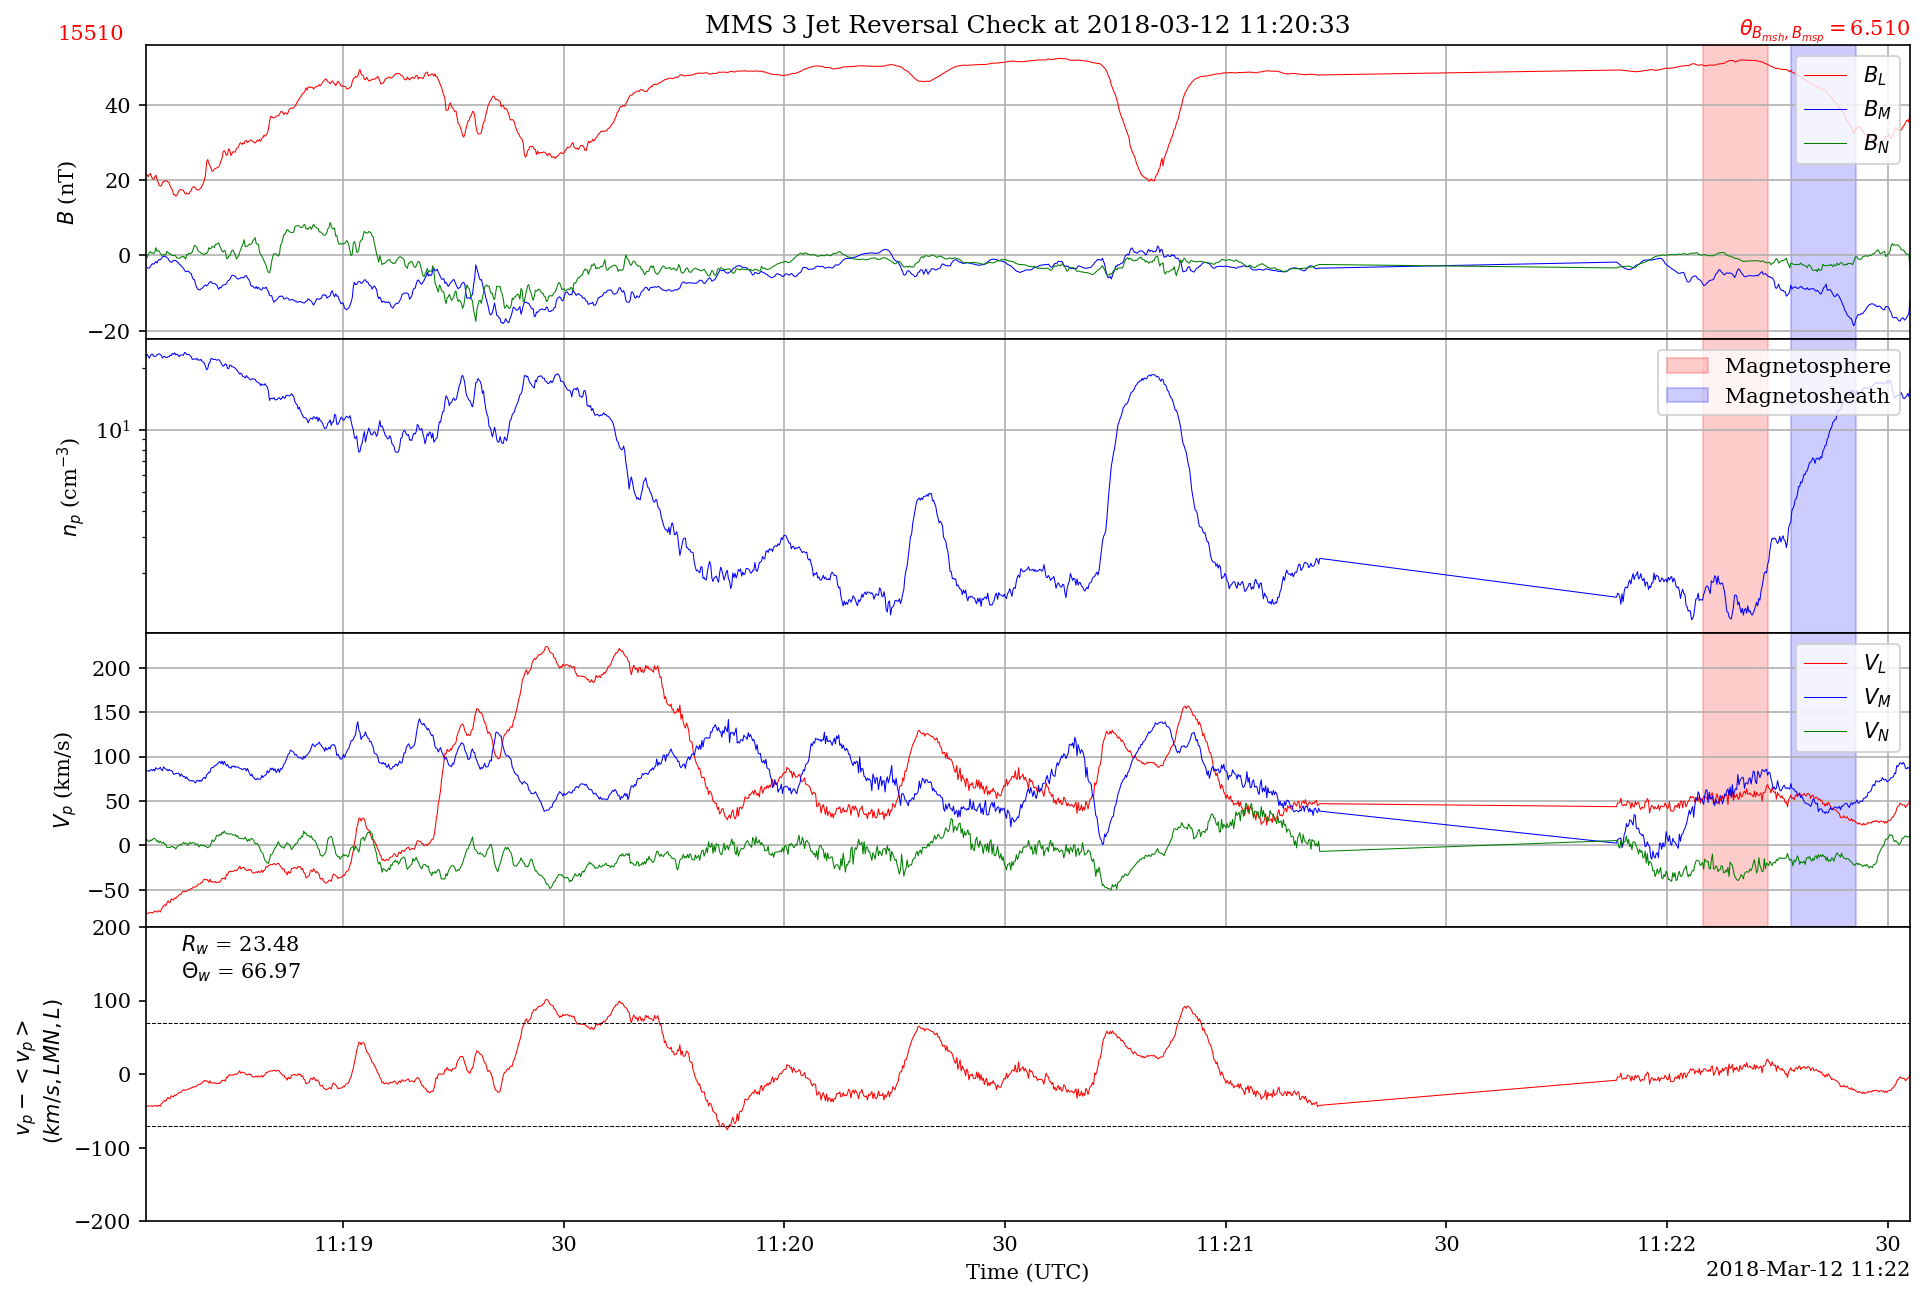 MMS 3 Jet Reversal Check at 2018-03-12 11:20:33
15510
θ_{B_{msh}, B_{msp}} = 6.510
B (nT)
40
20
0
−20
B_L
B_M
B_N
n_p (cm⁻³)
10¹
Magnetosphere
Magnetosheath
V_p (km/s)
200
150
100
50
0
−50
V_L
V_M
V_N
v_p − < v_p >
(km/s, LMN, L)
200
100
0
−100
−200
R_w = 23.48
Θ_w = 66.97
11:19 30 11:20 30 11:21 30 11:22 30
Time (UTC)
2018-Mar-12 11:22